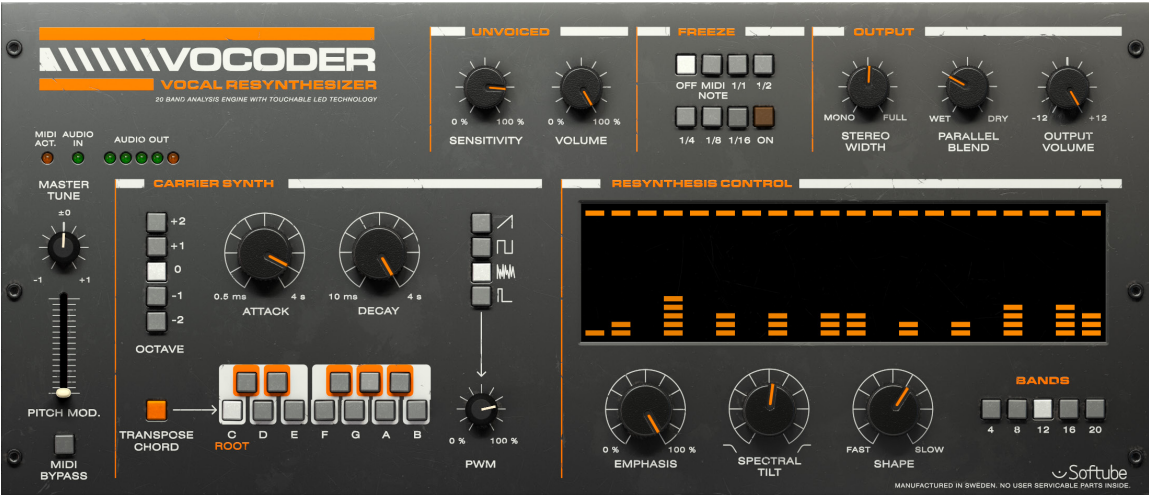 VOCODER
VOCAL RESYNTHESIZER
20 BAND ANALYSIS ENGINE WITH TOUCHABLE LED TECHNOLOGY
UNVOICED
0 % 100 %
SENSITIVITY
0 % 100 %
VOLUME
FREEZE
OFF MIDI NOTE 1/1 1/2
1/4 1/8 1/16 ON
OUTPUT
MONO FULL
STEREO
WIDTH
WET DRY
PARALLEL
BLEND
-12 +12
OUTPUT
VOLUME
MIDI
ACT.
AUDIO
IN
AUDIO OUT
MASTER
TUNE
±0
-1 +1
PITCH MOD.
MIDI
BYPASS
CARRIER SYNTH
+2
+1
0
-1
-2
OCTAVE
0.5 ms 4 s
ATTACK
10 ms 4 s
DECAY
TRANSPOSE
CHORD
C D E F G A B
ROOT
0 % 100 %
PWM
RESYNTHESIS CONTROL
0 % 100 %
EMPHASIS
SPECTRAL
TILT
FAST SLOW
SHAPE
BANDS
4 8 12 16 20
Softube
MANUFACTURED IN SWEDEN. NO USER SERVICABLE PARTS INSIDE.